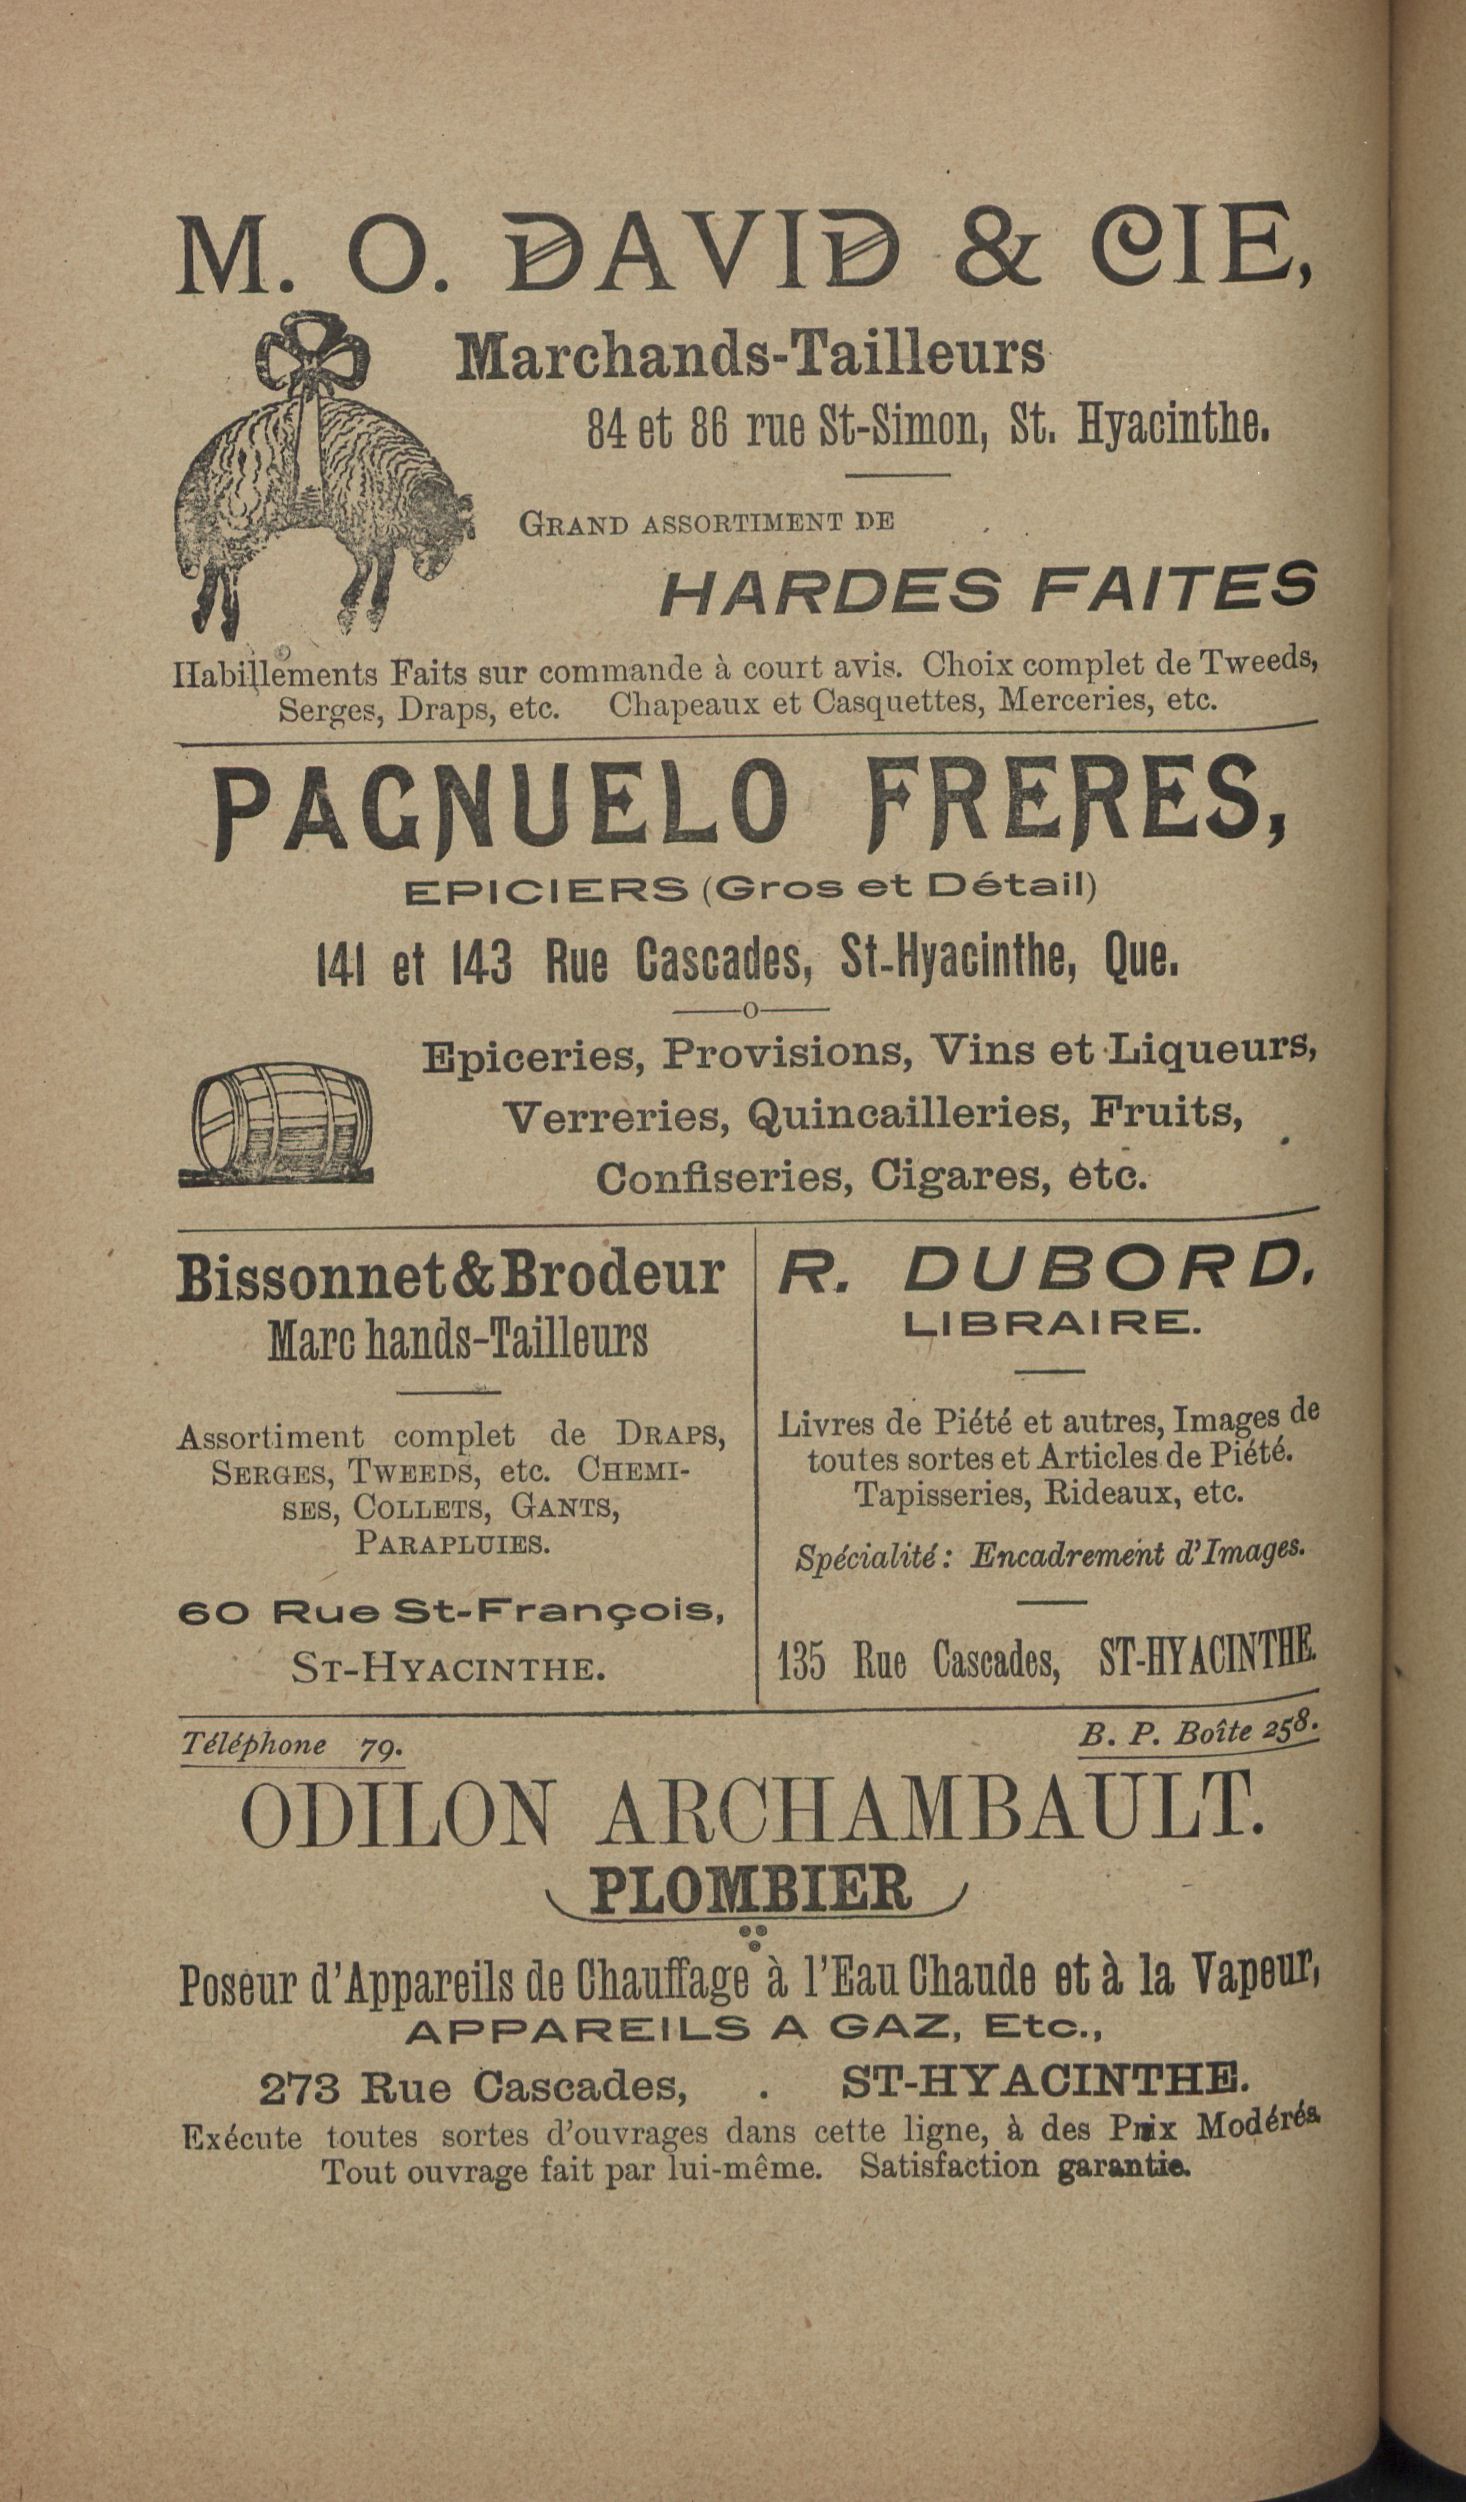 M. O. DAVID & CIE,
Marchands-Tailleurs
84 et 86 rue St-Simon, St. Hyacinthe.
GRAND ASSORTIMENT DE
HARDES FAITES
Habillements Faits sur commande à court avis. Choix complet de Tweeds,
Serges, Draps, etc. Chapeaux et Casquettes, Merceries, etc.
PAGNUELO FRERES,
EPICIERS (Gros et Détail)
141 et 143 Rue Cascades, St-Hyacinthe, Que.
Epiceries, Provisions, Vins et Liqueurs,
Verreries, Quincailleries, Fruits,
Confiseries, Cigares, etc.
Bissonnet & Brodeur
Marc hands-Tailleurs
Assortiment complet de DRAPS,
SERGES, TWEEDS, etc. CHEMI-
SES, COLLETS, GANTS,
PARAPLUIES.
60 Rue St-François,
ST-HYACINTHE.
R. DUBORD,
LIBRAIRE.
Livres de Piété et autres, Images de
toutes sortes et Articles de Piété.
Tapisseries, Rideaux, etc.
Spécialité : Encadrement d'Images.
135 Rue Cascades, ST-HYACINTHE.
Téléphone 79.
B. P. Boîte 258.
ODILON ARCHAMBAULT.
PLOMBIER
Poseur d'Appareils de Chauffage à l'Eau Chaude et à la Vapeur,
APPAREILS A GAZ, Etc.,
273 Rue Cascades, . ST-HYACINTHE.
Exécute toutes sortes d'ouvrages dans cette ligne, à des Prix Modérés
Tout ouvrage fait par lui-même. Satisfaction garantie.